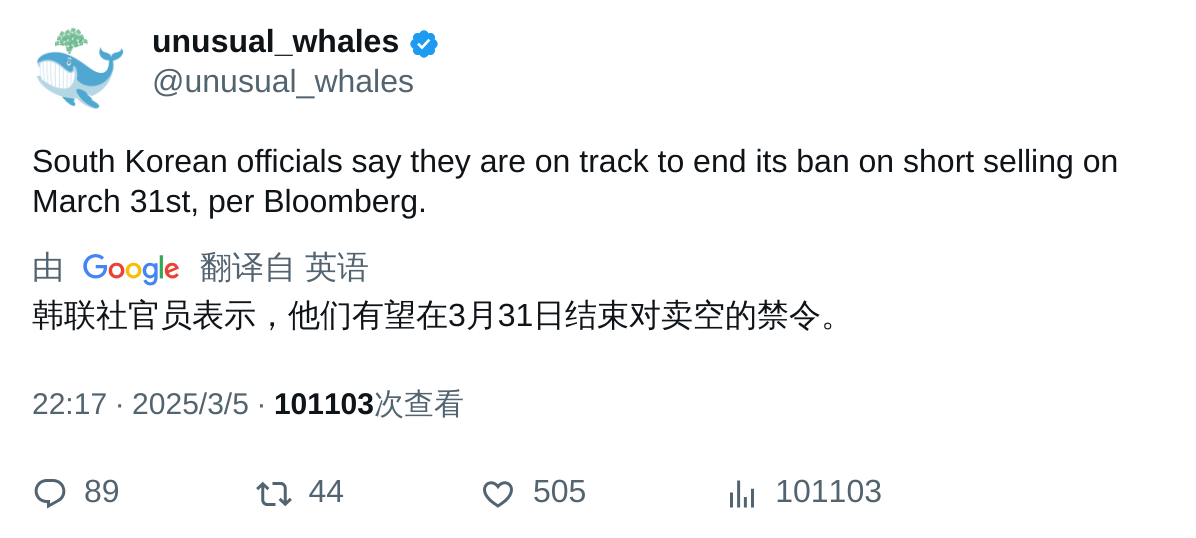 unusual_whales
@unusual_whales
South Korean officials say they are on track to end its ban on short selling on
March 31st, per Bloomberg.
由 Google 翻译自 英语
韩联社官员表示，他们有望在3月31日结束对卖空的禁令。
22:17 · 2025/3/5 · 101103次查看
89 44 505 101103